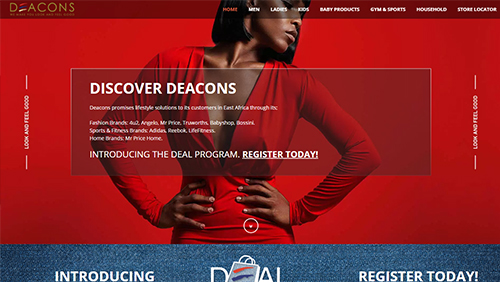 DEACONS
WE MAKE YOU LOOK AND FEEL GOOD
HOME MEN LADIES KIDS BABY PRODUCTS GYM & SPORTS HOUSEHOLD STORE LOCATOR
LOOK AND FEEL GOOD
DISCOVER DEACONS
Deacons promises lifestyle solutions to its customers in East Africa through its:
Fashion Brands: 4u2, Angelo, Mr Price, Truworths, Babyshop, Bossini.
Sports & Fitness Brands: Adidas, Reebok, LifeFitness.
Home Brands: Mr Price Home.
INTRODUCING THE DEAL PROGRAM. REGISTER TODAY!
LOOK AND FEEL GOOD
INTRODUCING
DEAL
REGISTER TODAY!